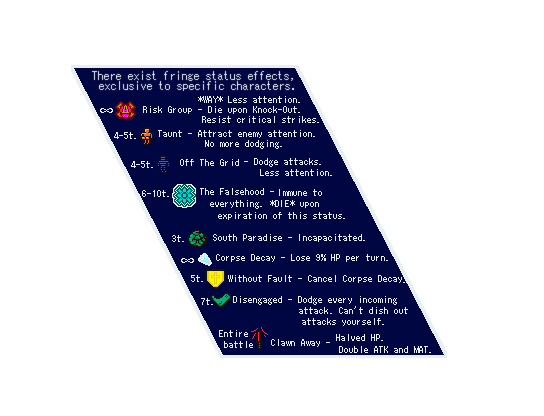 There exist fringe status effects,
exclusive to specific characters.
*WAY* Less attention.
∞ Risk Group - Die upon Knock-Out.
Resist critical strikes.
4-5t. Taunt - Attract enemy attention.
No more dodging.
4-5t. Off The Grid - Dodge attacks.
Less attention.
6-10t. The Falsehood - Immune to
everything. *DIE* upon
expiration of this status.
3t. South Paradise - Incapacitated.
∞ Corpse Decay - Lose 9% HP per turn.
5t. Without Fault - Cancel Corpse Decay.
7t. Disengaged - Dodge every incoming
attack. Can't dish out
attacks yourself.
Entire battle Clawn Away - Halved HP.
Double ATK and MAT.